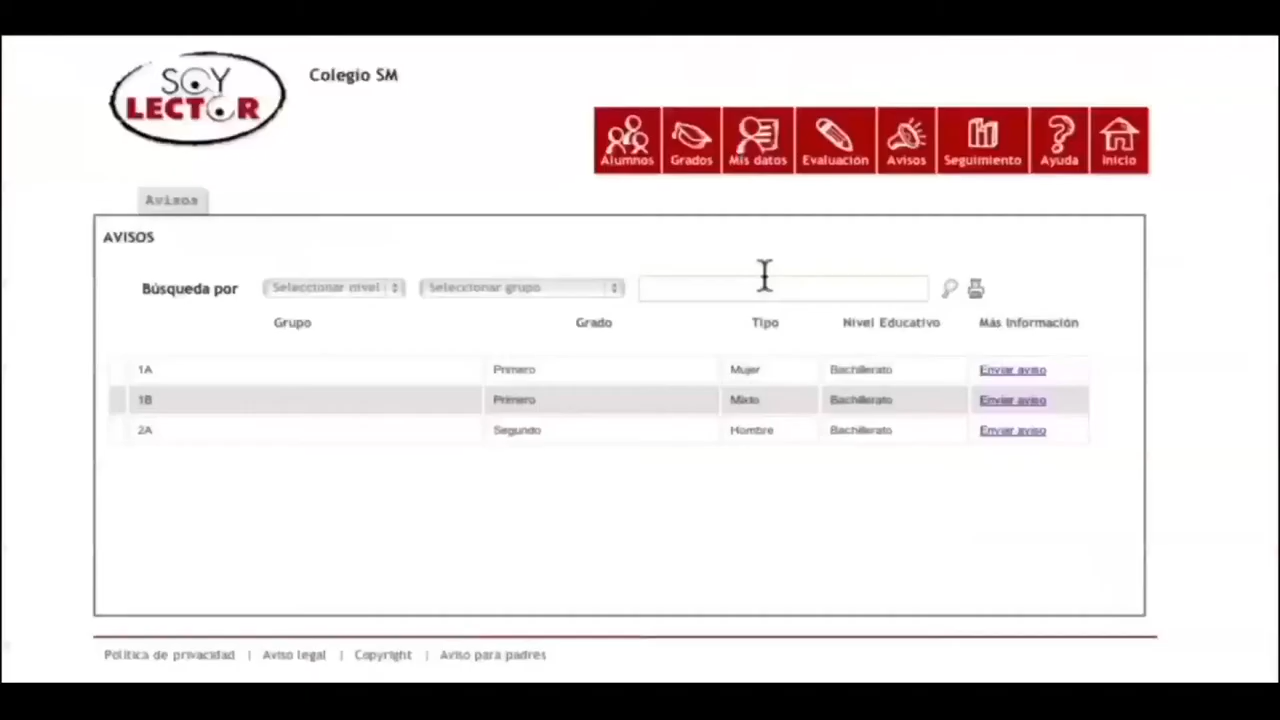 SOY
LECTOR
Colegio SM
Alumnos Grados Mis datos Evaluación Avisos Seguimiento Ayuda Inicio
Avisos
AVISOS
Búsqueda por Seleccionar nivel Seleccionar grupo
Grupo Grado Tipo Nivel Educativo Más Información
1A Primero Mujer Bachillerato Enviar aviso
1B Primero Mixto Bachillerato Enviar aviso
2A Segundo Hombre Bachillerato Enviar aviso
Política de privacidad | Aviso legal | Copyright | Aviso para padres